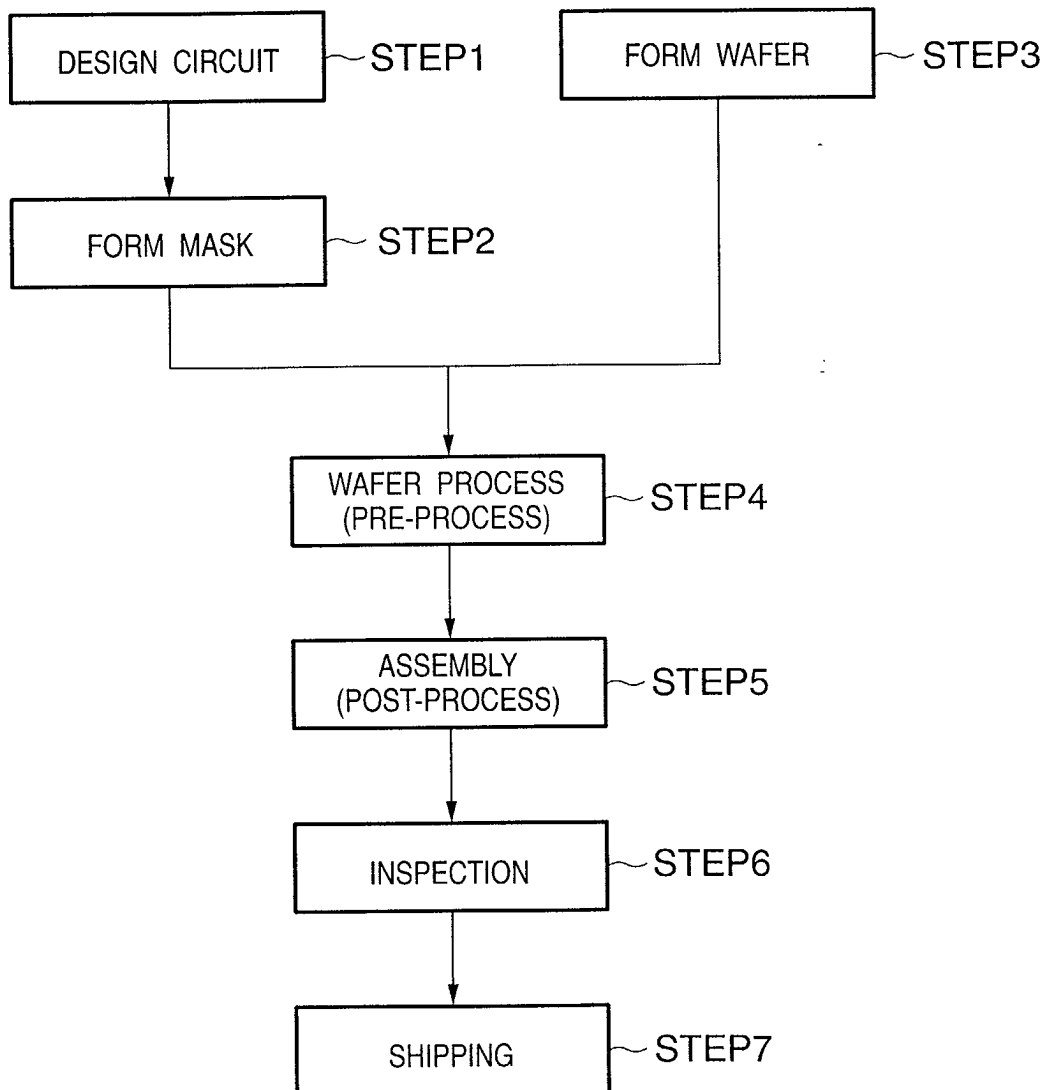 DESIGN CIRCUIT
STEP1
FORM WAFER
STEP3
FORM MASK
STEP2
WAFER PROCESS
(PRE-PROCESS)
STEP4
ASSEMBLY
(POST-PROCESS)
STEP5
INSPECTION
STEP6
SHIPPING
STEP7